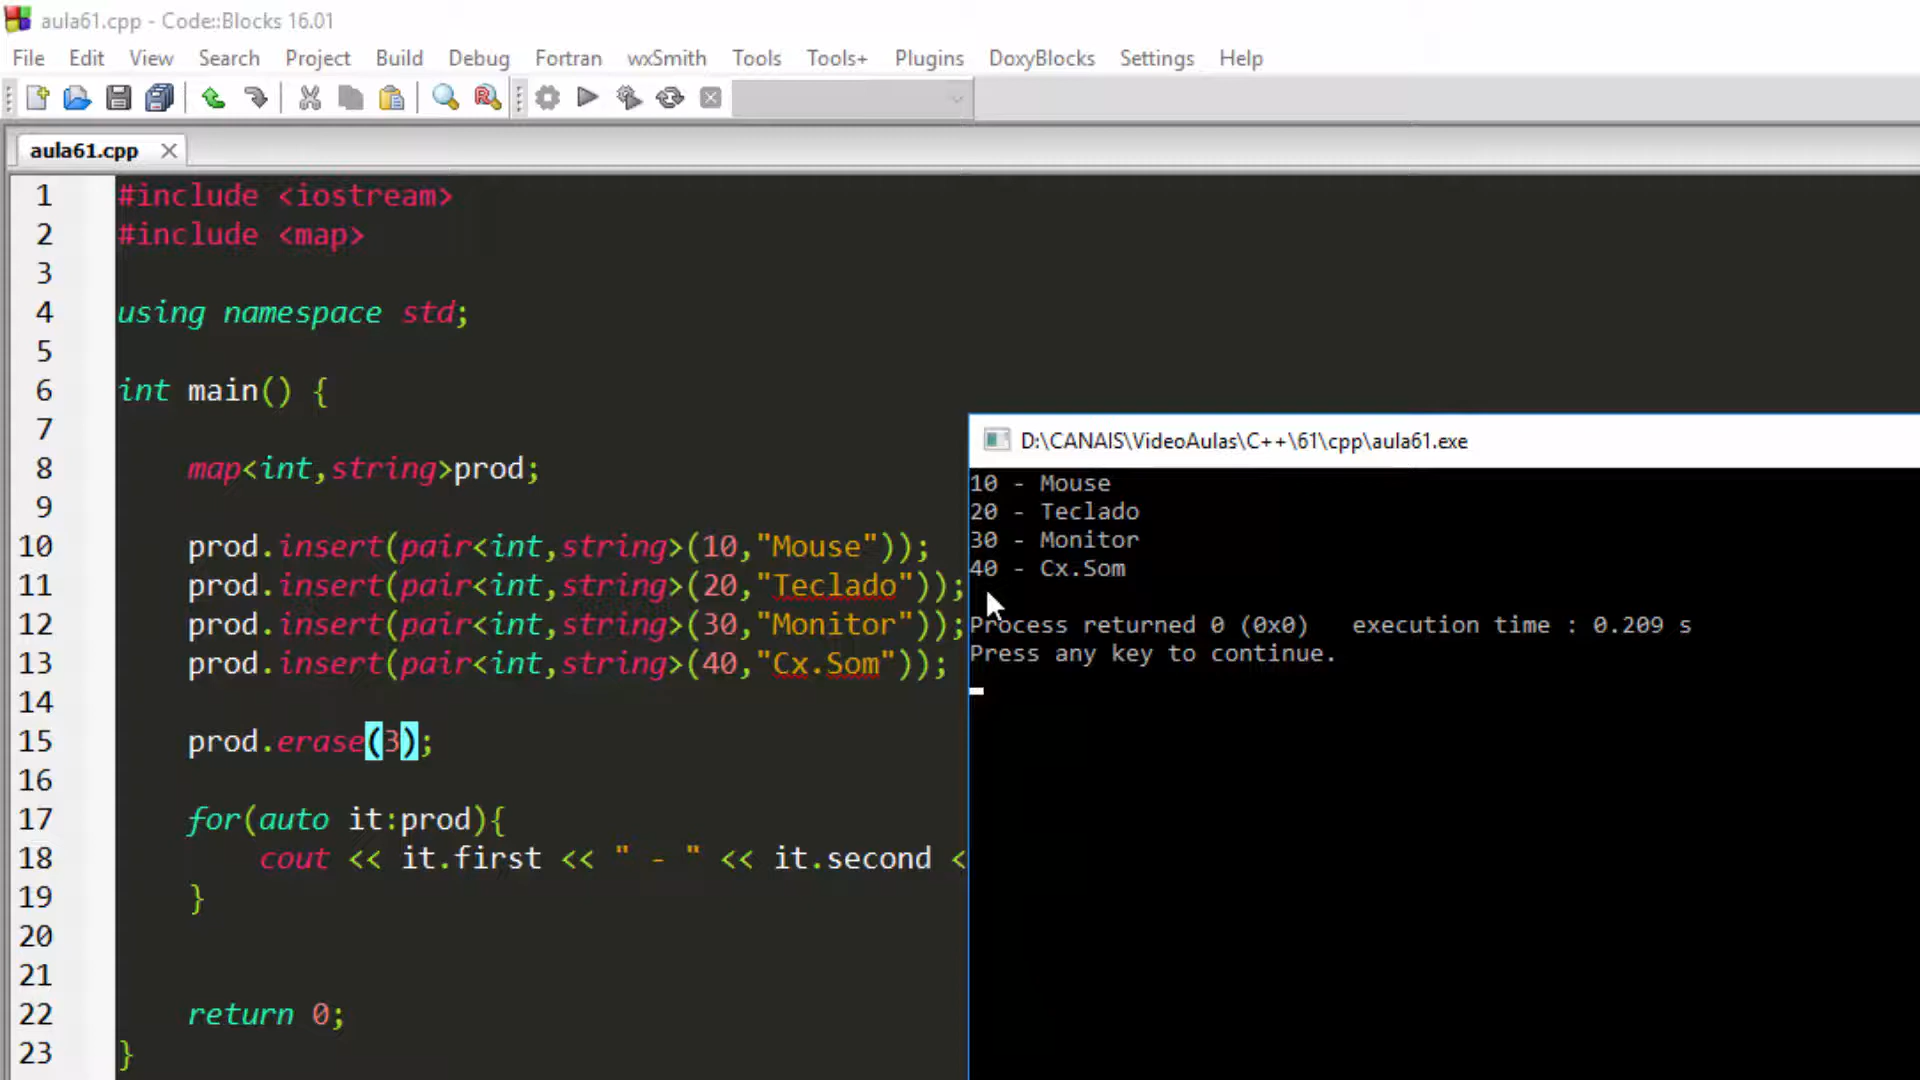 aula61.cpp - Code::Blocks 16.01
File Edit View Search Project Build Debug Fortran wxSmith Tools Tools+ Plugins DoxyBlocks Settings Help
aula61.cpp
1 #include <iostream>
2 #include <map>
3
4 using namespace std;
5
6 int main() {
7
8 map<int,string>prod;
9
10 prod.insert(pair<int,string>(10,"Mouse"));
11 prod.insert(pair<int,string>(20,"Teclado"));
12 prod.insert(pair<int,string>(30,"Monitor"));
13 prod.insert(pair<int,string>(40,"Cx.Som"));
14
15 prod.erase(3);
16
17 for(auto it:prod){
18 cout << it.first << " - " << it.second <
19 }
20
21
22 return 0;
23 }
D:\CANAIS\VideoAulas\C++\61\cpp\aula61.exe
10 - Mouse
20 - Teclado
30 - Monitor
40 - Cx.Som
Process returned 0 (0x0) execution time : 0.209 s
Press any key to continue.